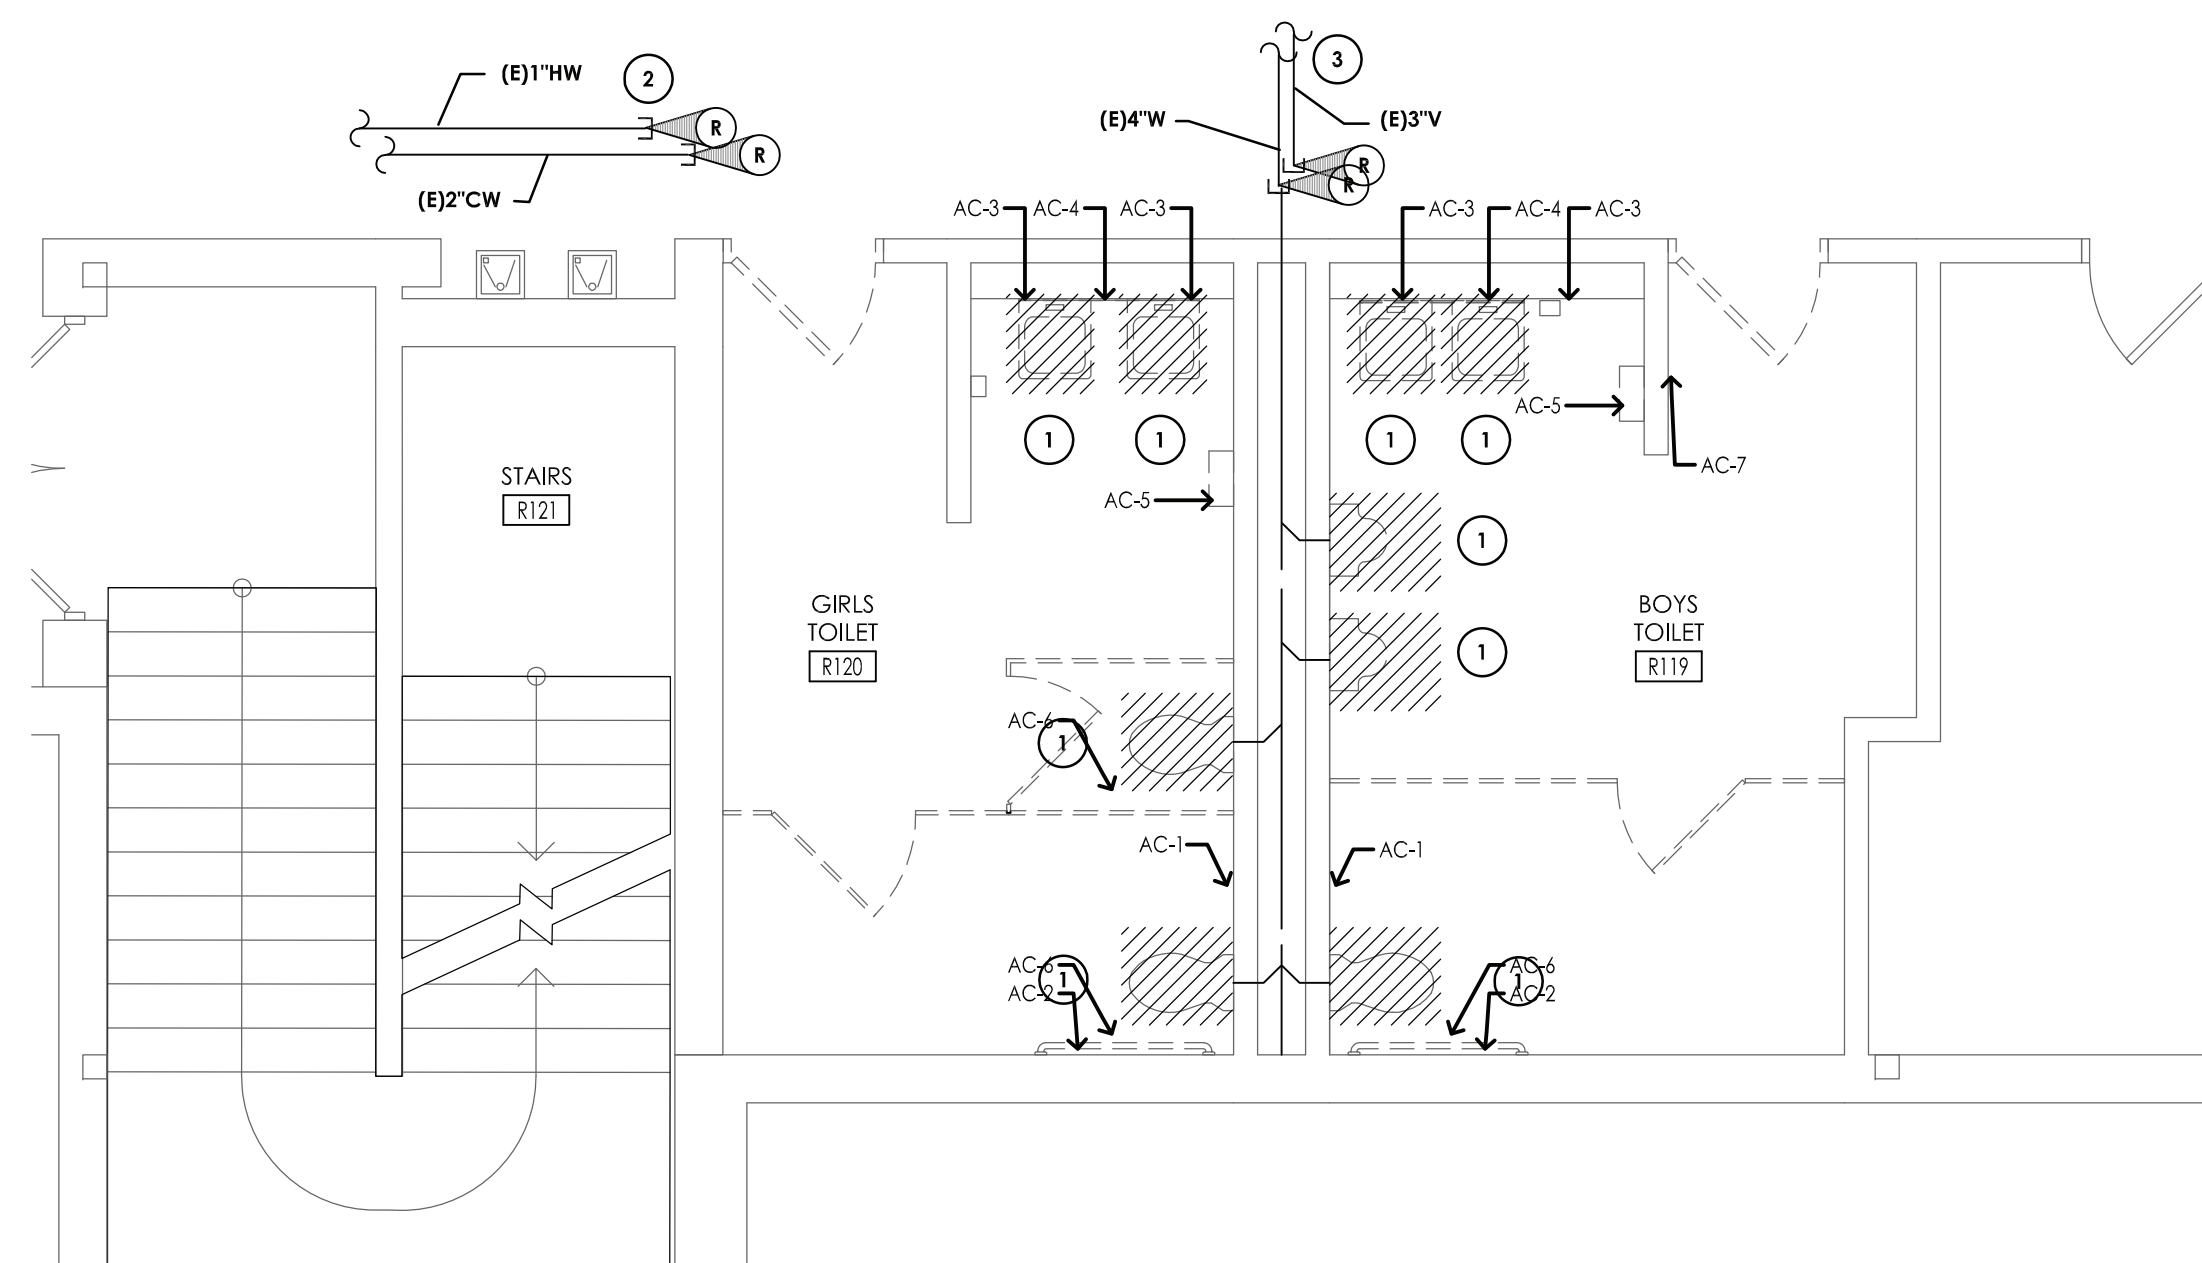 (E)1"HW
2
R
R
(E)2"CW
3
(E)4"W
(E)3"V
R
R
AC-3 AC-4 AC-3
AC-3 AC-4 AC-3
AC-5
1 1
1 1
AC-7
STAIRS
R121
AC-5
1
GIRLS
TOILET
R120
BOYS
TOILET
R119
1
AC-6
1
AC-1
AC-1
AC-6
1
AC-2
AC-6
1
AC-2